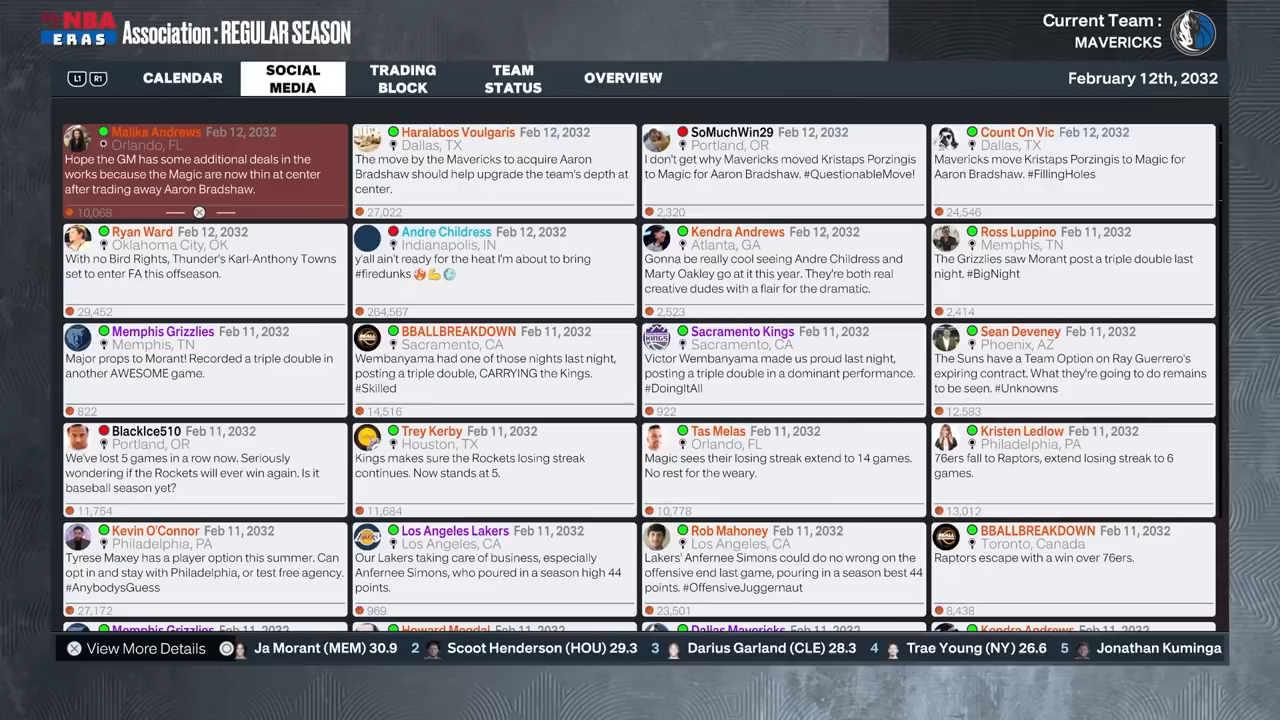 NBA
ERAS
Association : REGULAR SEASON
Current Team :
MAVERICKS
L1 R1
CALENDAR
SOCIAL
MEDIA
TRADING
BLOCK
TEAM
STATUS
OVERVIEW
February 12th, 2032
Malika Andrews Feb 12, 2032
Orlando, FL
Hope the GM has some additional deals in the
works because the Magic are now thin at center
after trading away Aaron Bradshaw.
10,068
Haralabos Voulgaris Feb 12, 2032
Dallas, TX
The move by the Mavericks to acquire Aaron
Bradshaw should help upgrade the team's depth at
center.
27,022
SoMuchWin29 Feb 12, 2032
Portland, OR
I don't get why Mavericks moved Kristaps Porzingis
to Magic for Aaron Bradshaw. #QuestionableMove!
2,320
Count On Vic Feb 12, 2032
Dallas, TX
Mavericks move Kristaps Porzingis to Magic for
Aaron Bradshaw. #FillingHoles
24,546
Ryan Ward Feb 12, 2032
Oklahoma City, OK
With no Bird Rights, Thunder's Karl-Anthony Towns
set to enter FA this offseason.
29,452
Andre Childress Feb 12, 2032
Indianapolis, IN
y'all ain't ready for the heat I'm about to bring
#firedunks
264,567
Kendra Andrews Feb 12, 2032
Atlanta, GA
Gonna be really cool seeing Andre Childress and
Marty Oakley go at it this year. They're both real
creative dudes with a flair for the dramatic.
2,523
Ross Luppino Feb 11, 2032
Memphis, TN
The Grizzlies saw Morant post a triple double last
night. #BigNight
2,414
Memphis Grizzlies Feb 11, 2032
Memphis, TN
Major props to Morant! Recorded a triple double in
another AWESOME game.
822
BBALLBREAKDOWN Feb 11, 2032
Sacramento, CA
Wembanyama had one of those nights last night,
posting a triple double, CARRYING the Kings.
#Skilled
14,516
Sacramento Kings Feb 11, 2032
Sacramento, CA
Victor Wembanyama made us proud last night,
posting a triple double in a dominant performance.
#DoingItAll
922
Sean Deveney Feb 11, 2032
Phoenix, AZ
The Suns have a Team Option on Ray Guerrero's
expiring contract. What they're going to do remains
to be seen. #Unknowns
12,583
BlackIce510 Feb 11, 2032
Portland, OR
We've lost 5 games in a row now. Seriously
wondering if the Rockets will ever win again. Is it
baseball season yet?
11,754
Trey Kerby Feb 11, 2032
Houston, TX
Kings makes sure the Rockets losing streak
continues. Now stands at 5.
11,684
Tas Melas Feb 11, 2032
Orlando, FL
Magic sees their losing streak extend to 14 games.
No rest for the weary.
10,778
Kristen Ledlow Feb 11, 2032
Philadelphia, PA
76ers fall to Raptors, extend losing streak to 6
games.
13,012
Kevin O'Connor Feb 11, 2032
Philadelphia, PA
Tyrese Maxey has a player option this summer. Can
opt in and stay with Philadelphia, or test free agency.
#AnybodysGuess
27,172
Los Angeles Lakers Feb 11, 2032
Los Angeles, CA
Our Lakers taking care of business, especially
Anfernee Simons, who poured in a season high 44
points.
969
Rob Mahoney Feb 11, 2032
Los Angeles, CA
Lakers' Anfernee Simons could do no wrong on the
offensive end last game, pouring in a season best 44
points. #OffensiveJuggernaut
23,501
BBALLBREAKDOWN Feb 11, 2032
Toronto, Canada
Raptors escape with a win over 76ers.
8,438
Memphis Grizzlies Feb 11, 2032
Howard Megdal Feb 11, 2032
Dallas Mavericks Feb 11, 2032
Kendra Andrews Feb 11, 2032
View More Details
Ja Morant (MEM) 30.9 2 Scoot Henderson (HOU) 29.3 3 Darius Garland (CLE) 28.3 4 Trae Young (NY) 26.6 5 Jonathan Kuminga